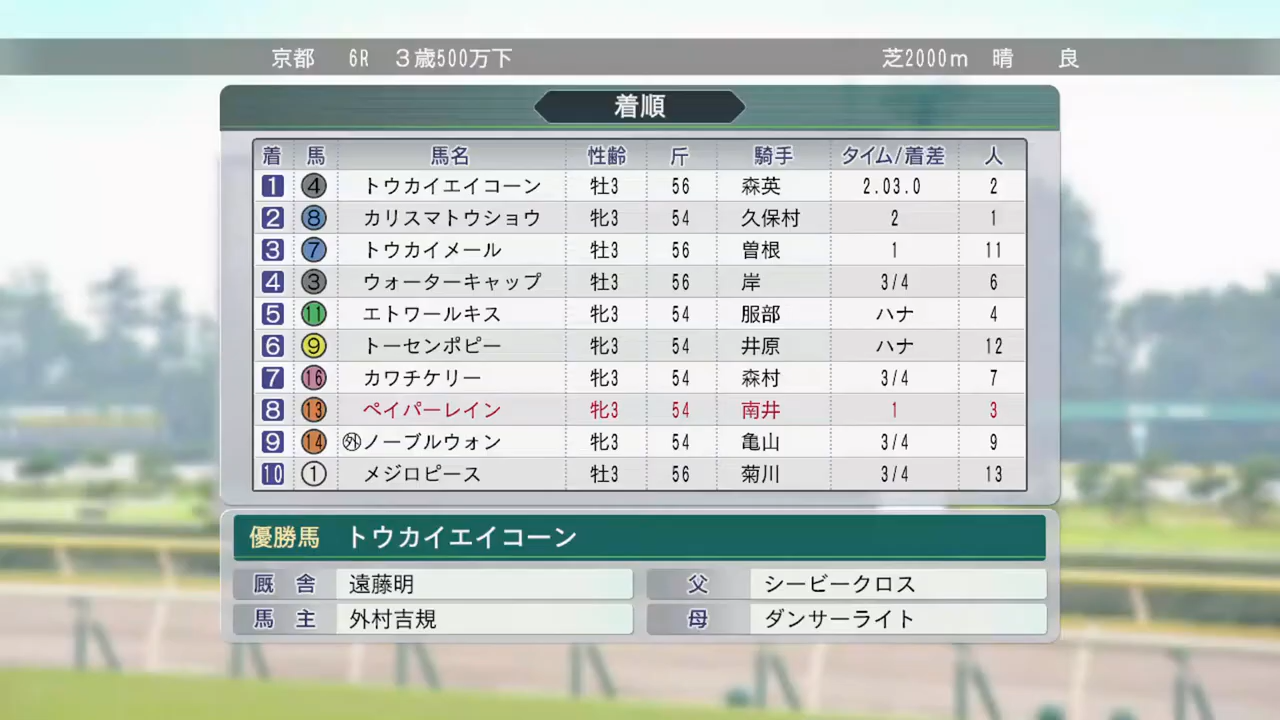 京都 6R 3歳500万下 芝2000m 晴 良
着順
着 馬 馬名 性齢 斤 騎手 タイム/着差 人
1 4 トウカイエイコーン 牡3 56 森英 2.03.0 2
2 8 カリスマトウショウ 牝3 54 久保村 2 1
3 7 トウカイメール 牡3 56 曽根 1 11
4 3 ウォーターキャップ 牡3 56 岸 3/4 6
5 11 エトワールキス 牝3 54 服部 ハナ 4
6 9 トーセンポピー 牝3 54 井原 ハナ 12
7 16 カワチケリー 牝3 54 森村 3/4 7
8 13 ペイパーレイン 牝3 54 南井 1 3
9 14 外ノーブルウォン 牝3 54 亀山 3/4 9
10 1 メジロピース 牡3 56 菊川 3/4 13
優勝馬 トウカイエイコーン
厩舎 遠藤明 父 シービークロス
馬主 外村吉規 母 ダンサーライト